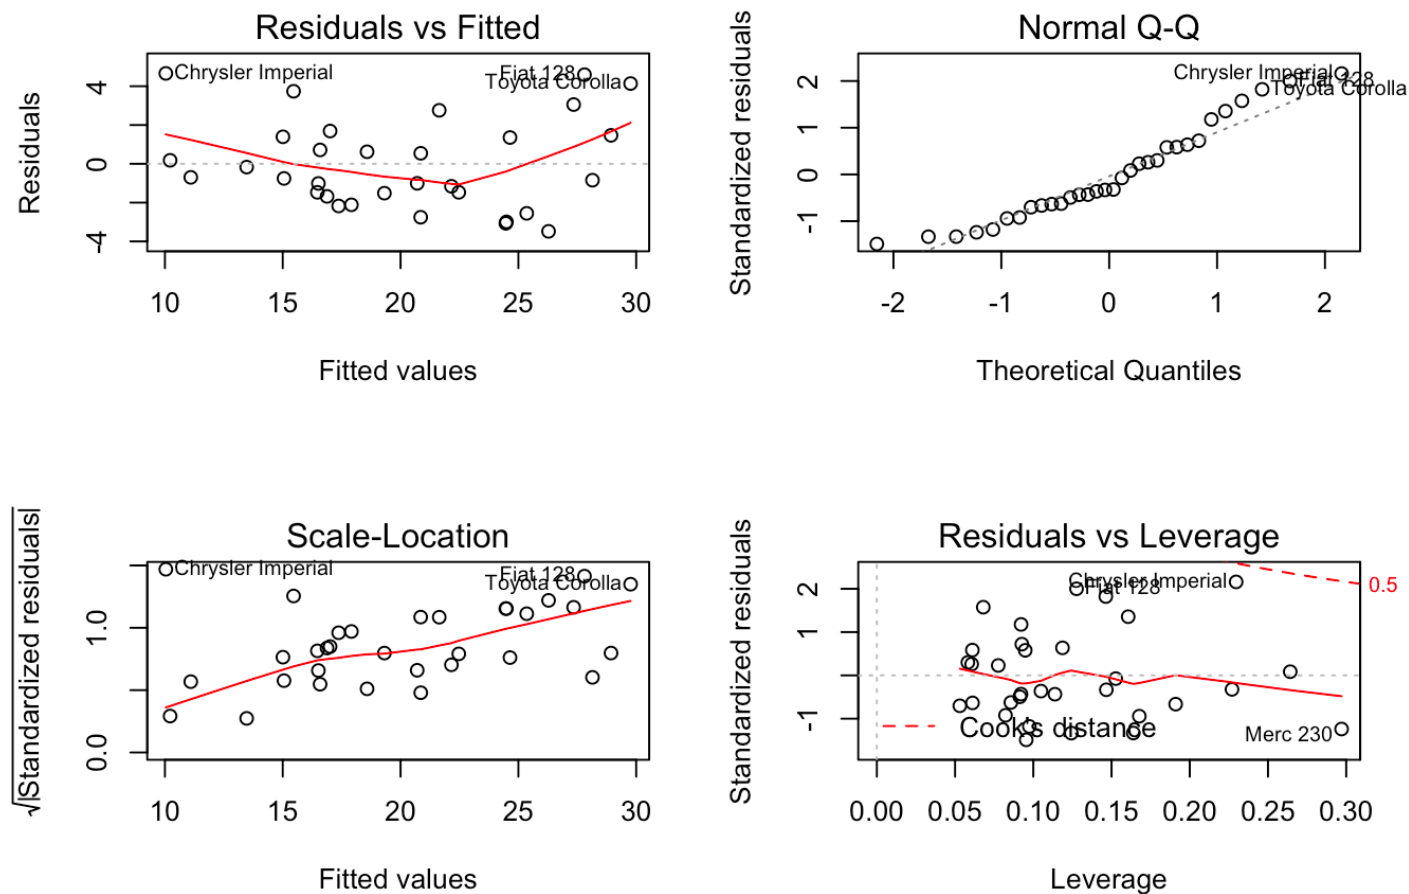 Residuals vs Fitted
Residuals
4
0
-4
Chrysler Imperial
Fiat 128
Toyota Corolla
10 15 20 25 30
Fitted values
Normal Q-Q
Standardized residuals
2
1
0
-1
Chrysler Imperial
Fiat 128
Toyota Corolla
-2 -1 0 1 2
Theoretical Quantiles
Scale-Location
√|Standardized residuals|
1.0
0.0
Chrysler Imperial
Fiat 128
Toyota Corolla
10 15 20 25 30
Fitted values
Residuals vs Leverage
Standardized residuals
2
1
-1
Chrysler Imperial
Fiat 128
0.5
Cook's distance
Merc 230
0.00 0.05 0.10 0.15 0.20 0.25 0.30
Leverage